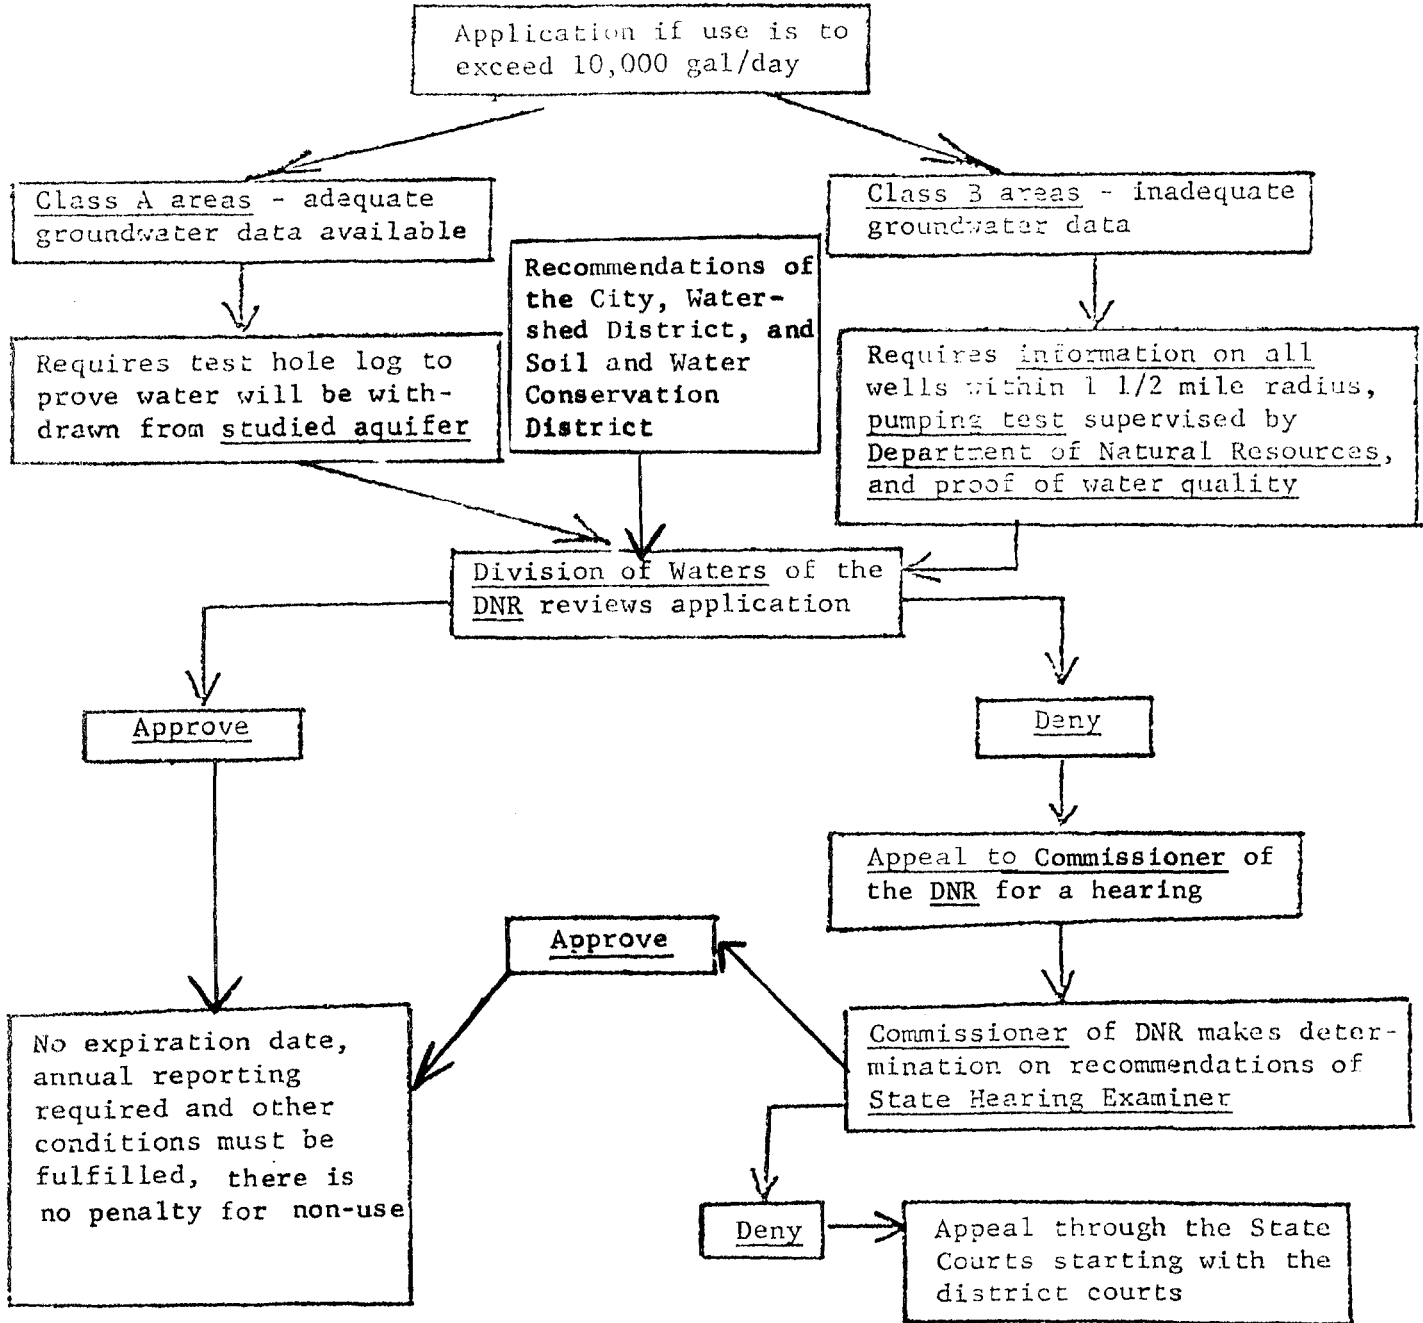 Application if use is to
exceed 10,000 gal/day
Class A areas - adequate
groundwater data available
Class B areas - inadequate
groundwater data
Recommendations of
the City, Water-
shed District, and
Soil and Water
Conservation
District
Requires test hole log to
prove water will be with-
drawn from studied aquifer
Requires information on all
wells within 1 1/2 mile radius,
pumping test supervised by
Department of Natural Resources,
and proof of water quality
Division of Waters of the
DNR reviews application
Approve
Deny
Appeal to Commissioner of
the DNR for a hearing
Approve
Commissioner of DNR makes deter-
mination on recommendations of
State Hearing Examiner
No expiration date,
annual reporting
required and other
conditions must be
fulfilled, there is
no penalty for non-use
Deny
Appeal through the State
Courts starting with the
district courts